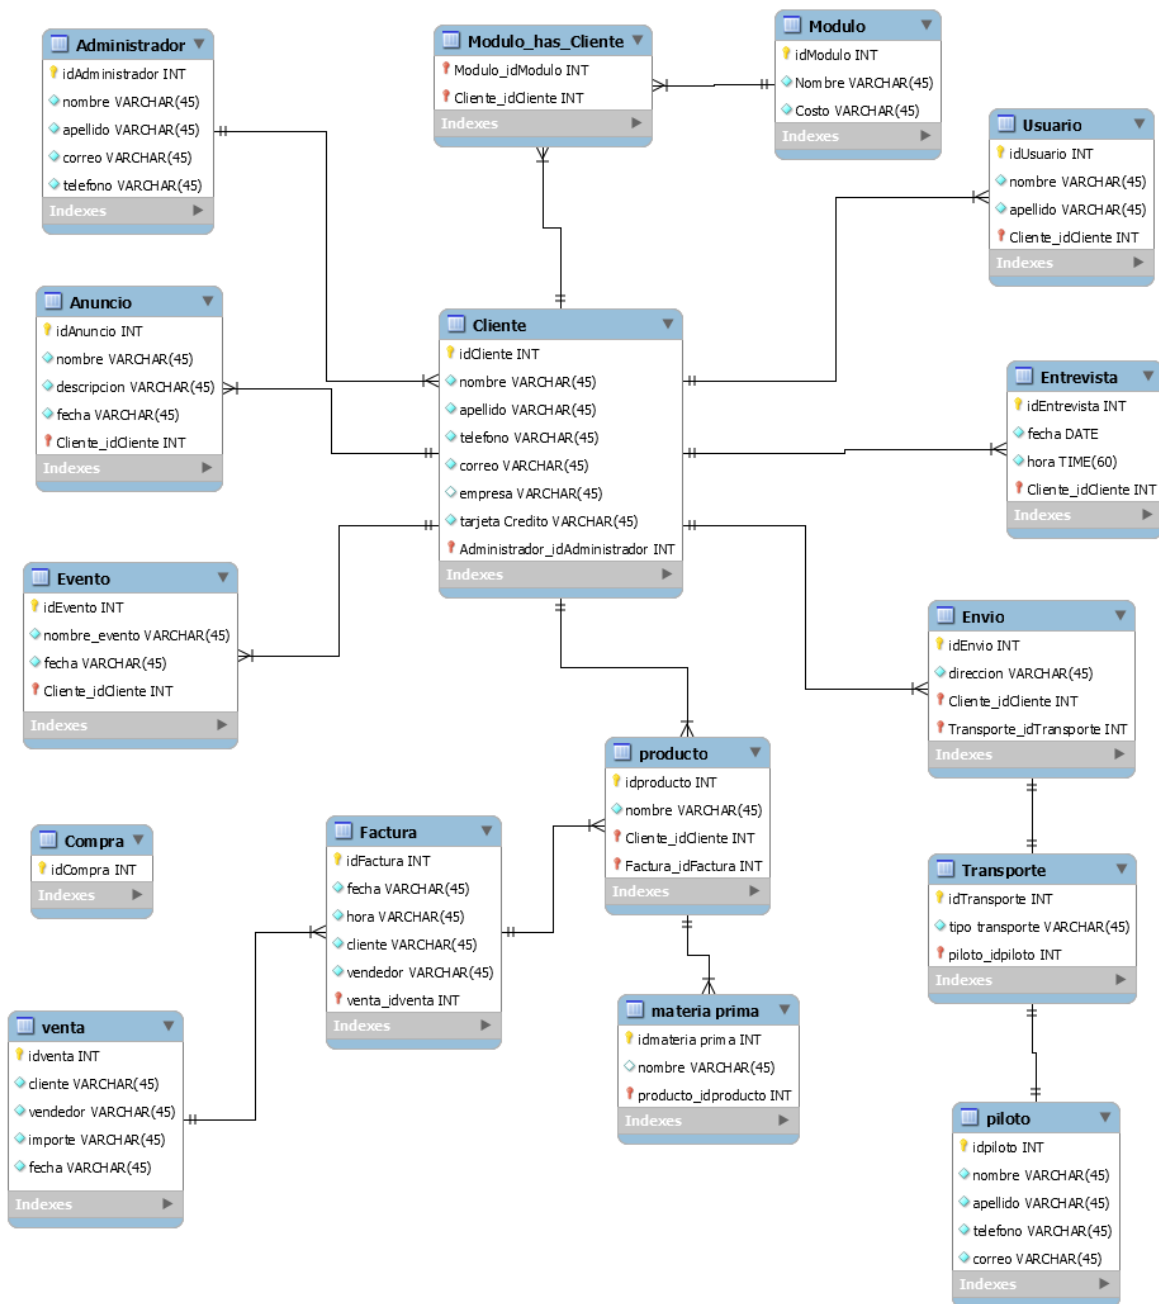 Administrador
idAdministrador INT
nombre VARCHAR(45)
apellido VARCHAR(45)
correo VARCHAR(45)
telefono VARCHAR(45)
Indexes
Modulo_has_Cliente
Modulo_idModulo INT
Cliente_idCliente INT
Indexes
Modulo
idModulo INT
Nombre VARCHAR(45)
Costo VARCHAR(45)
Indexes
Usuario
idUsuario INT
nombre VARCHAR(45)
apellido VARCHAR(45)
Cliente_idCliente INT
Indexes
Anuncio
idAnuncio INT
nombre VARCHAR(45)
descripcion VARCHAR(45)
fecha VARCHAR(45)
Cliente_idCliente INT
Indexes
Cliente
idCliente INT
nombre VARCHAR(45)
apellido VARCHAR(45)
telefono VARCHAR(45)
correo VARCHAR(45)
empresa VARCHAR(45)
tarjeta Credito VARCHAR(45)
Administrador_idAdministrador INT
Indexes
Entrevista
idEntrevista INT
fecha DATE
hora TIME(60)
Cliente_idCliente INT
Indexes
Evento
idEvento INT
nombre_evento VARCHAR(45)
fecha VARCHAR(45)
Cliente_idCliente INT
Indexes
Envio
idEnvio INT
direccion VARCHAR(45)
Cliente_idCliente INT
Transporte_idTransporte INT
Indexes
producto
idproducto INT
nombre VARCHAR(45)
Cliente_idCliente INT
Factura_idFactura INT
Indexes
Compra
idCompra INT
Indexes
Factura
idFactura INT
fecha VARCHAR(45)
hora VARCHAR(45)
cliente VARCHAR(45)
vendedor VARCHAR(45)
venta_idventa INT
Indexes
Transporte
idTransporte INT
tipo transporte VARCHAR(45)
piloto_idpiloto INT
Indexes
materia prima
idmateria prima INT
nombre VARCHAR(45)
producto_idproducto INT
Indexes
venta
idventa INT
cliente VARCHAR(45)
vendedor VARCHAR(45)
importe VARCHAR(45)
fecha VARCHAR(45)
Indexes
piloto
idpiloto INT
nombre VARCHAR(45)
apellido VARCHAR(45)
telefono VARCHAR(45)
correo VARCHAR(45)
Indexes